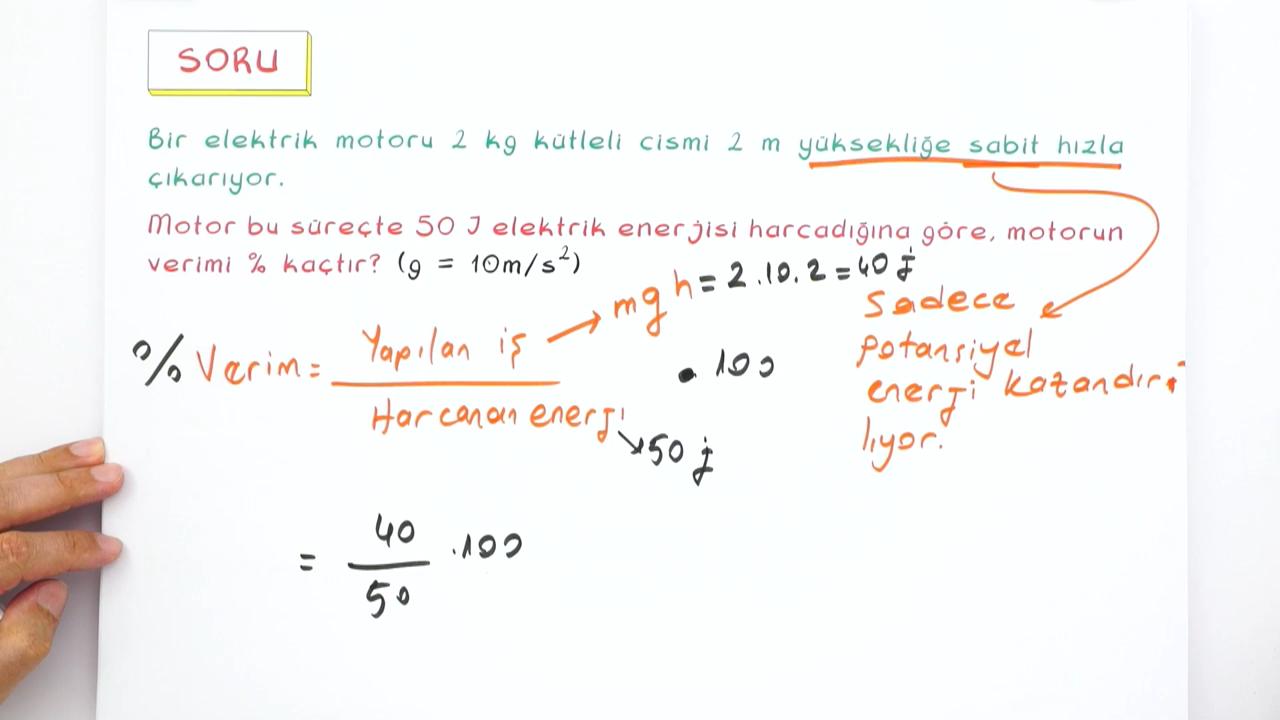 SORU
Bir elektrik motoru 2 kg kütleli cismi 2 m yüksekliğe sabit hızla
çıkarıyor.
Motor bu süreçte 50 J elektrik enerjisi harcadığına göre, motorun
verimi % kaçtır? (g = 10m/s²)
mgh = 2.10.2 = 40 j
Sadece
potansiyel
enerji kazandırı
lıyor.
% Verim = Yapılan iş
Harcanan enerji
. 100
50 j
= 40
50
.100